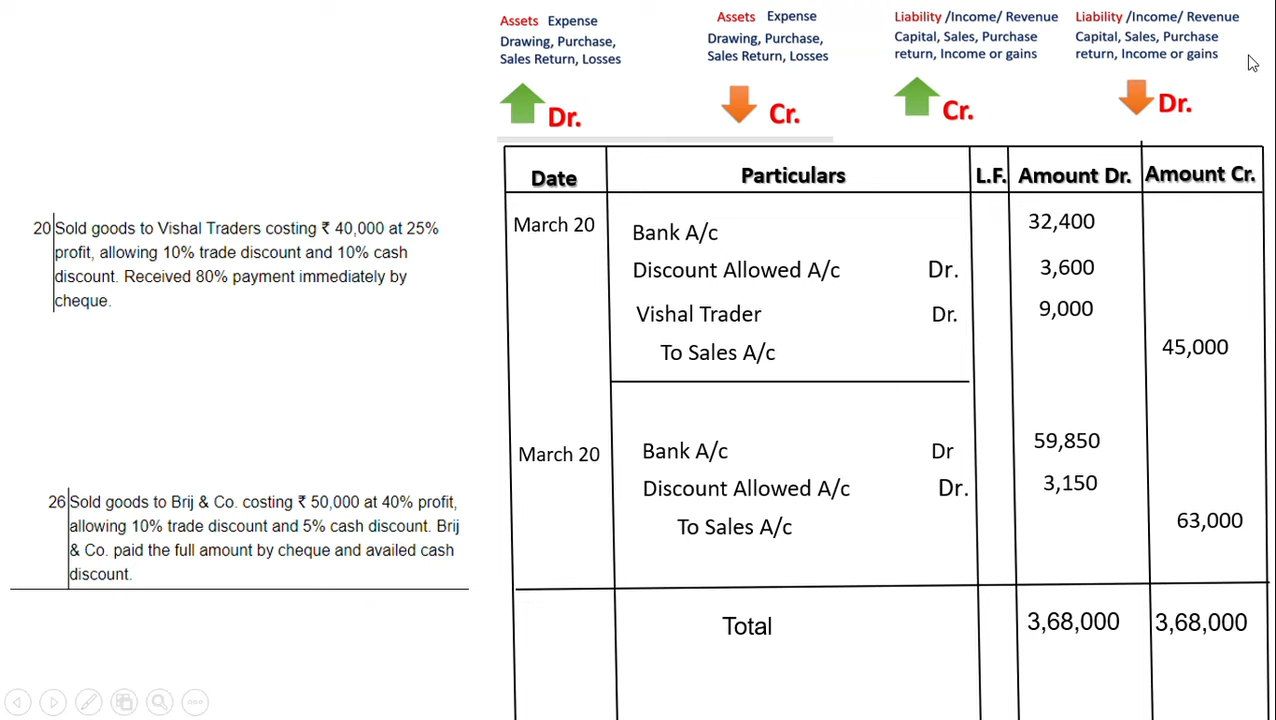 Assets Expense
Drawing, Purchase,
Sales Return, Losses
Dr.
Assets Expense
Drawing, Purchase,
Sales Return, Losses
Cr.
Liability /Income/ Revenue
Capital, Sales, Purchase
return, Income or gains
Cr.
Liability /Income/ Revenue
Capital, Sales, Purchase
return, Income or gains
Dr.
20 Sold goods to Vishal Traders costing ₹ 40,000 at 25%
profit, allowing 10% trade discount and 10% cash
discount. Received 80% payment immediately by
cheque.
26 Sold goods to Brij & Co. costing ₹ 50,000 at 40% profit,
allowing 10% trade discount and 5% cash discount. Brij
& Co. paid the full amount by cheque and availed cash
discount.
Date Particulars L.F. Amount Dr. Amount Cr.
March 20 Bank A/c 32,400
Discount Allowed A/c Dr. 3,600
Vishal Trader Dr. 9,000
To Sales A/c 45,000
March 20 Bank A/c Dr 59,850
Discount Allowed A/c Dr. 3,150
To Sales A/c 63,000
Total 3,68,000 3,68,000